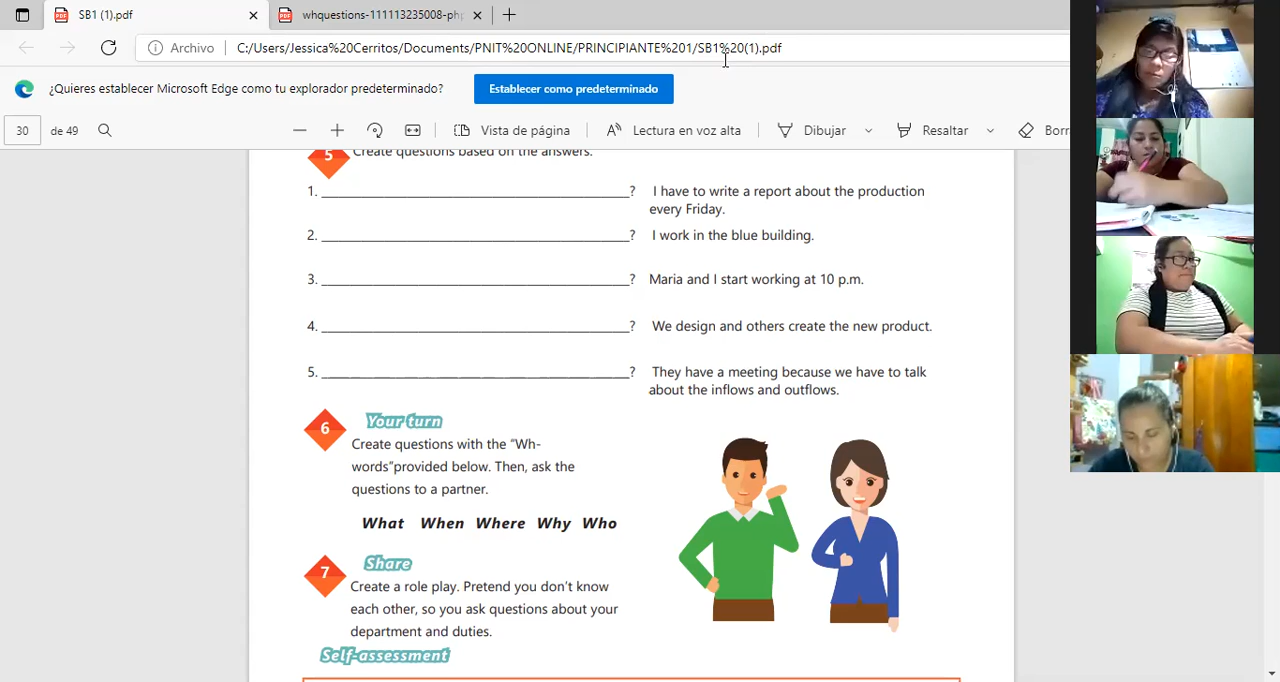 SB1 (1).pdf
whquestions-111113235008-php
Archivo C:/Users/Jessica%20Cerritos/Documents/PNIT%20ONLINE/PRINCIPIANTE%201/SB1%20(1).pdf
¿Quieres establecer Microsoft Edge como tu explorador predeterminado? Establecer como predeterminado
30 de 49 Vista de página Lectura en voz alta Dibujar Resaltar Borr
5 Create questions based on the answers.
1. ? I have to write a report about the production
every Friday.
2. ? I work in the blue building.
3. ? Maria and I start working at 10 p.m.
4. ? We design and others create the new product.
5. ? They have a meeting because we have to talk
about the inflows and outflows.
6 Your turn
Create questions with the "Wh-
words"provided below. Then, ask the
questions to a partner.
What When Where Why Who
7 Share
Create a role play. Pretend you don't know
each other, so you ask questions about your
department and duties.
Self-assessment